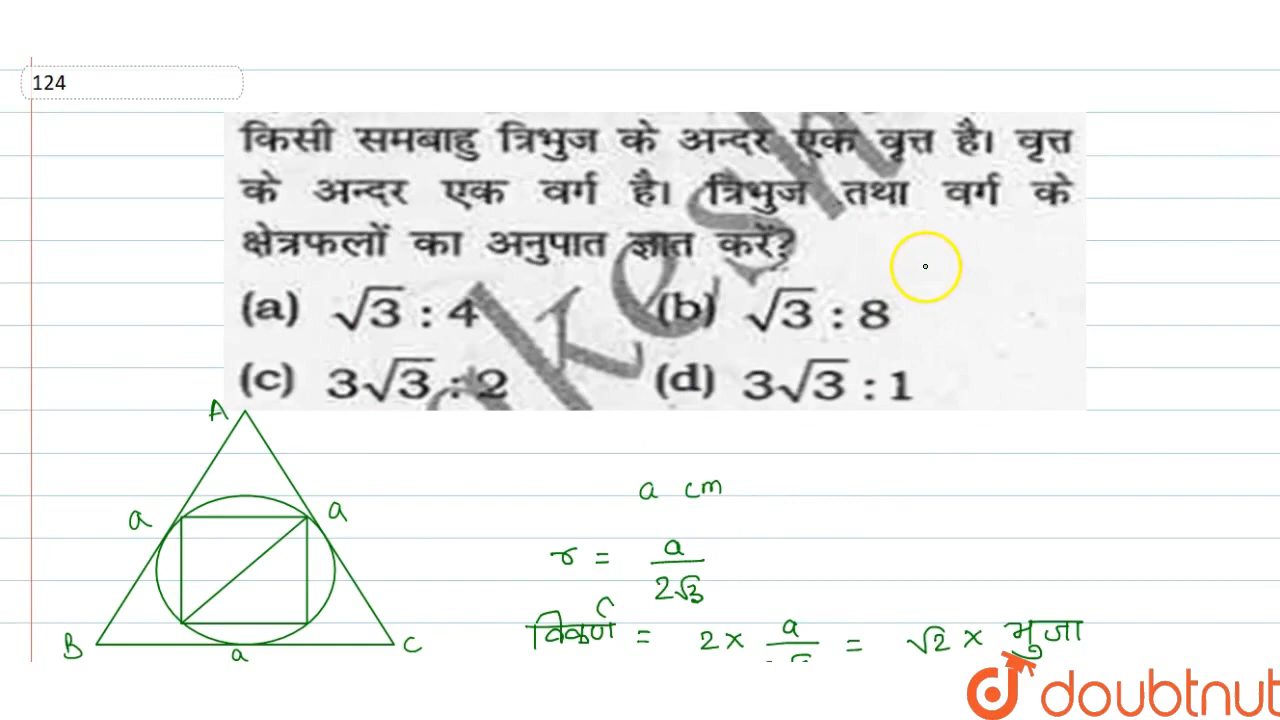 124
किसी समबाहु त्रिभुज के अन्दर एक वृत्त है। वृत्त
के अन्दर एक वर्ग है। त्रिभुज तथा वर्ग के
क्षेत्रफलों का अनुपात ज्ञात करें?
(a) √3 : 4 (b) √3 : 8
(c) 3√3 : 2 (d) 3√3 : 1
A
a a
B a C
a cm
r = a/2√3
विकर्ण = 2 × a = √2 × भुजा
doubtnut